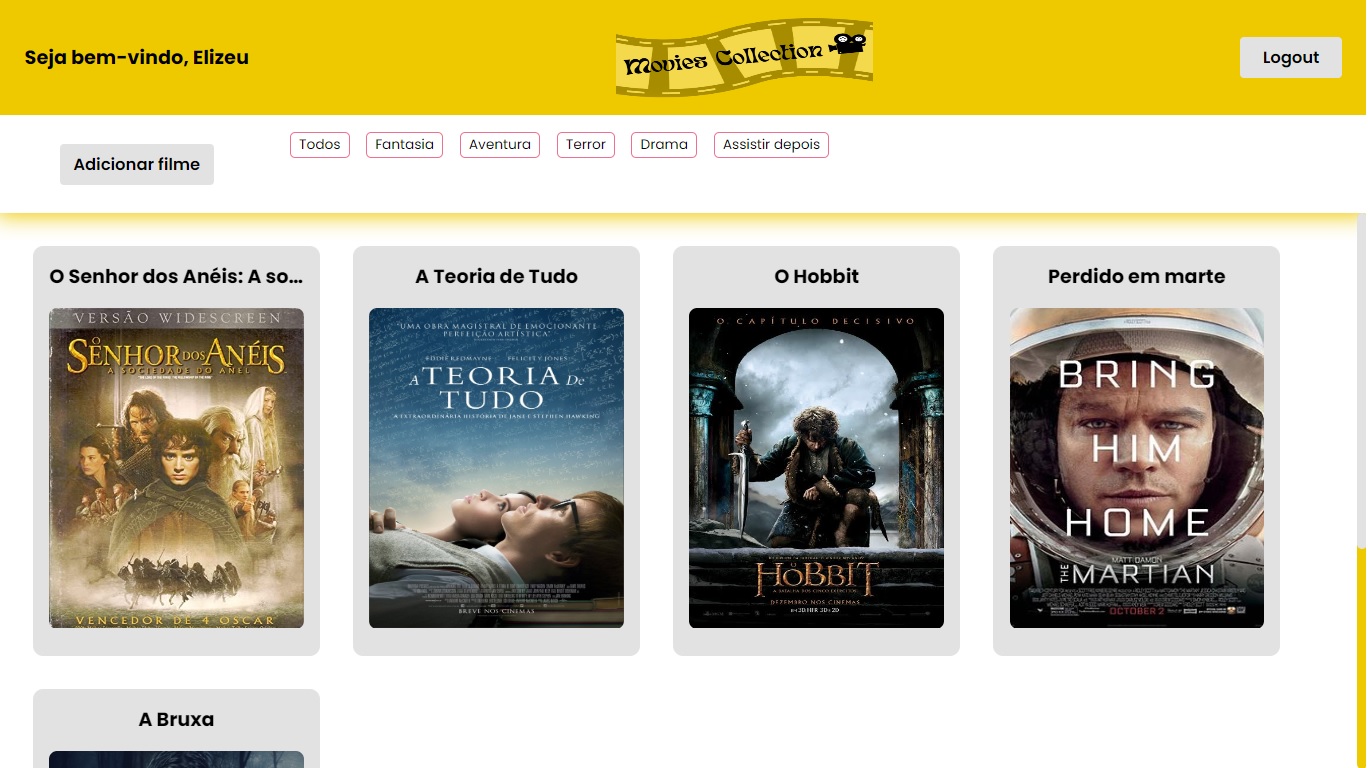 Seja bem-vindo, Elizeu
Movies Collection
Logout
Adicionar filme
Todos
Fantasia
Aventura
Terror
Drama
Assistir depois
O Senhor dos Anéis: A so...
VERSÃO WIDESCREEN
O
SENHOR DOS ANÉIS
A SOCIEDADE DO ANEL
VENCEDOR DE 4 OSCAR
A Teoria de Tudo
"UMA OBRA MAGISTRAL DE EMOCIONANTE
PERFEIÇÃO ARTÍSTICA"
EDDIE REDMAYNE FELICITY JONES
A TEORIA De
TUDO
A EXTRAORDINÁRIA HISTÓRIA DE JANE E STEPHEN HAWKING
BREVE NOS CINEMAS
O Hobbit
O CAPÍTULO DECISIVO
O
HOBBIT
A BATALHA DOS CINCO EXÉRCITOS
DEZEMBRO NOS CINEMAS
Perdido em marte
BRING
HIM
HOME
MATT DAMON
THE MARTIAN
OCTOBER 2
A Bruxa